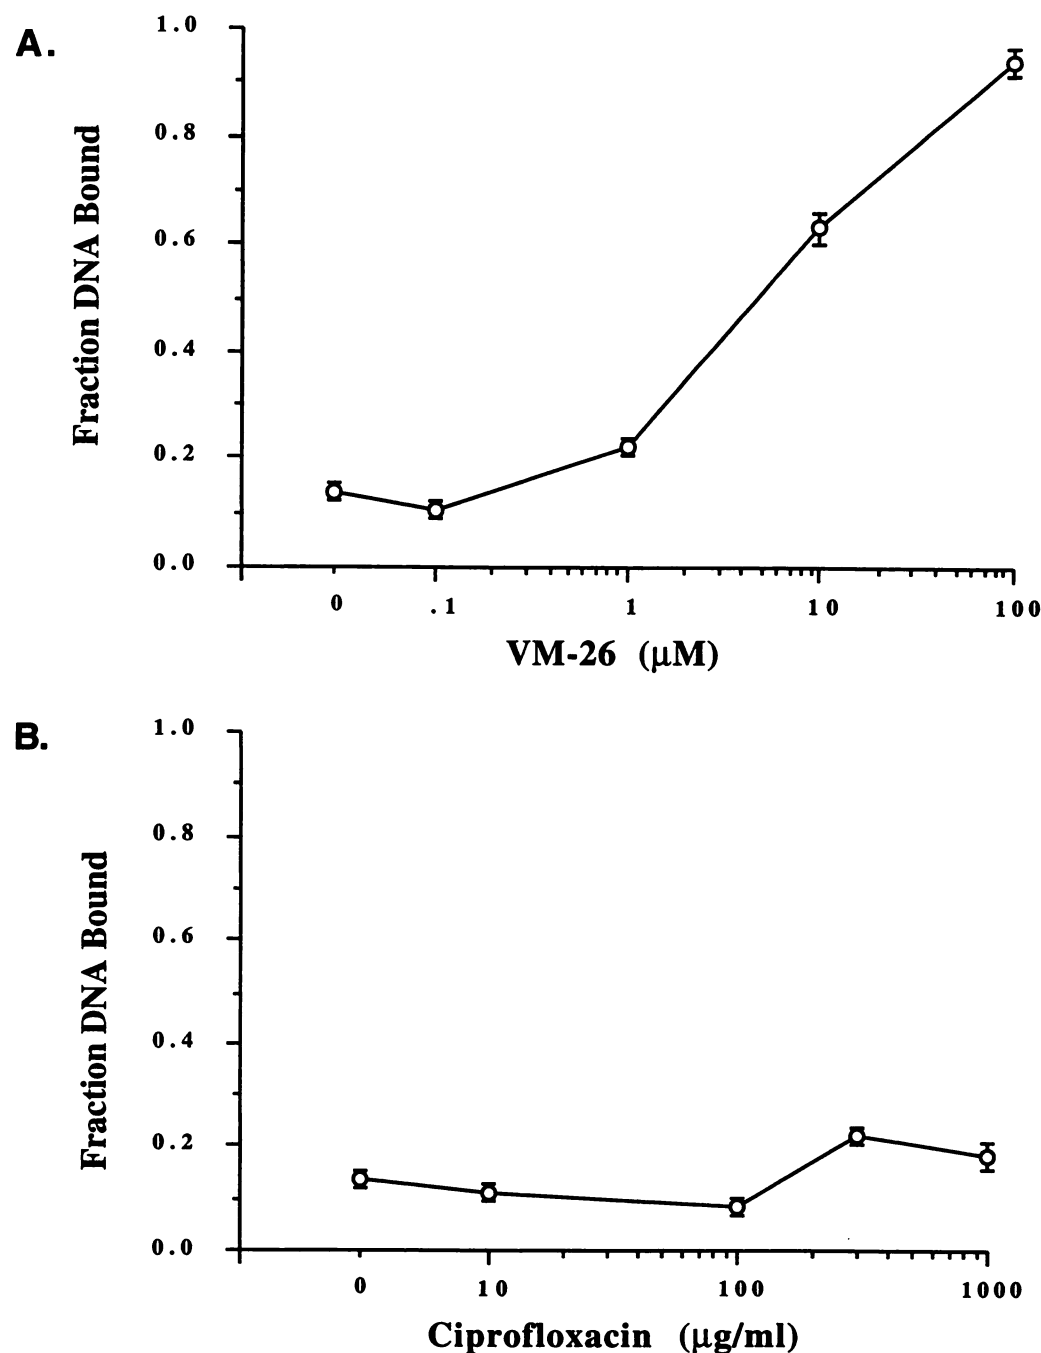 A.
Fraction DNA Bound
1.0
0.8
0.6
0.4
0.2
0.0
0 .1 1 10 100
VM-26 (μM)
B.
Fraction DNA Bound
1.0
0.8
0.6
0.4
0.2
0.0
0 10 100 1000
Ciprofloxacin (μg/ml)